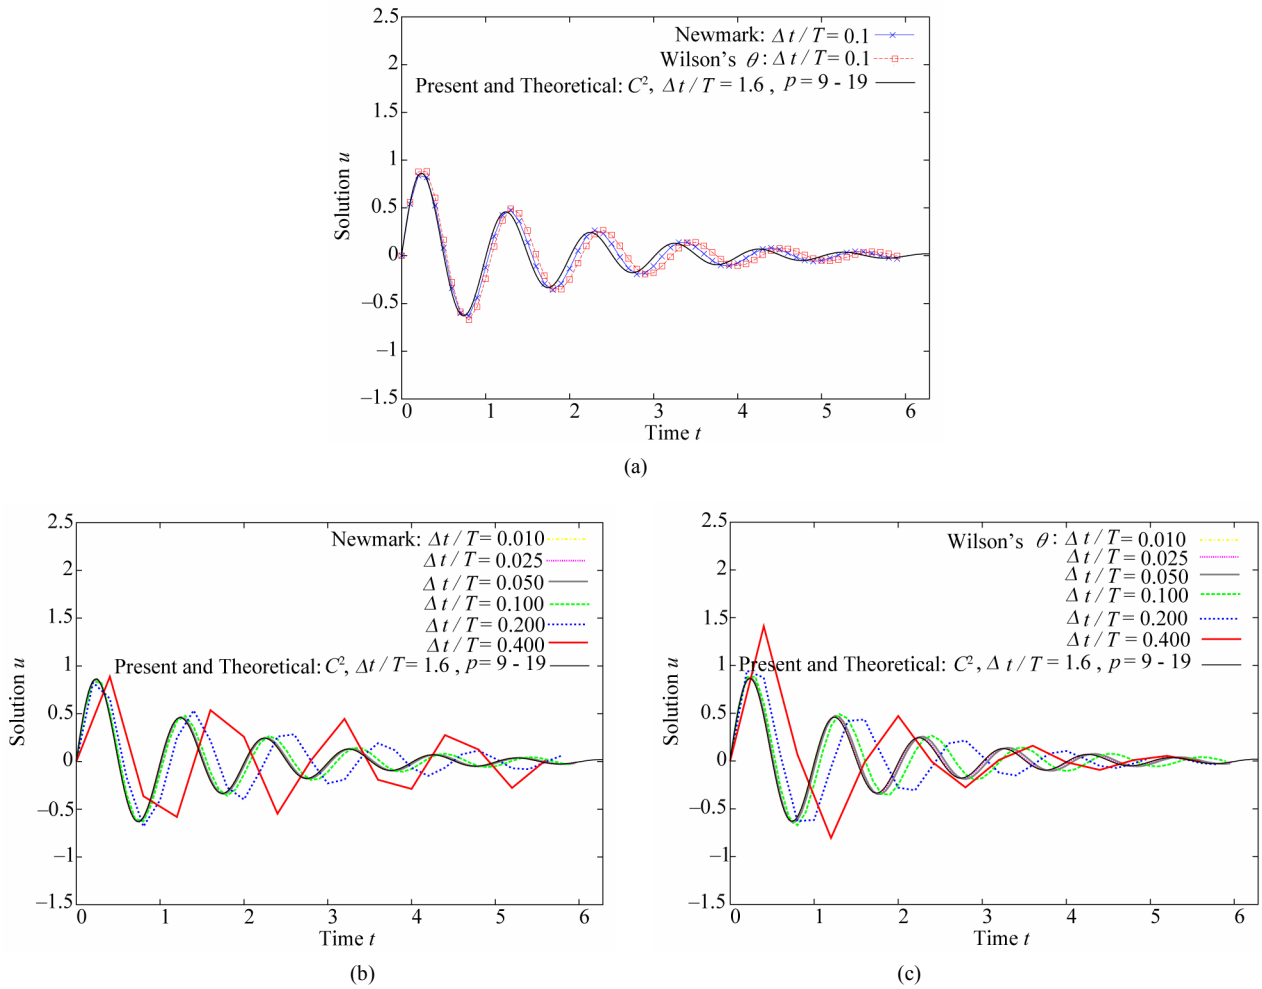 2.5
2
1.5
1
0.5
0
−0.5
−1
−1.5
Solution u
Newmark: Δt / T = 0.1
Wilson's θ: Δt / T = 0.1
Present and Theoretical: C², Δt / T = 1.6 , p = 9 - 19
0 1 2 3 4 5 6
Time t
(a)
2.5
2
1.5
1
0.5
0
−0.5
−1
−1.5
Solution u
Newmark: Δt / T = 0.010
Δt / T = 0.025
Δt / T = 0.050
Δt / T = 0.100
Δt / T = 0.200
Δt / T = 0.400
Present and Theoretical: C², Δt / T = 1.6 , p = 9 - 19
0 1 2 3 4 5 6
Time t
(b)
2.5
2
1.5
1
0.5
0
−0.5
−1
−1.5
Solution u
Wilson's θ: Δt / T = 0.010
Δt / T = 0.025
Δt / T = 0.050
Δt / T = 0.100
Δt / T = 0.200
Δt / T = 0.400
Present and Theoretical: C², Δt / T = 1.6 , p = 9 - 19
0 1 2 3 4 5 6
Time t
(c)